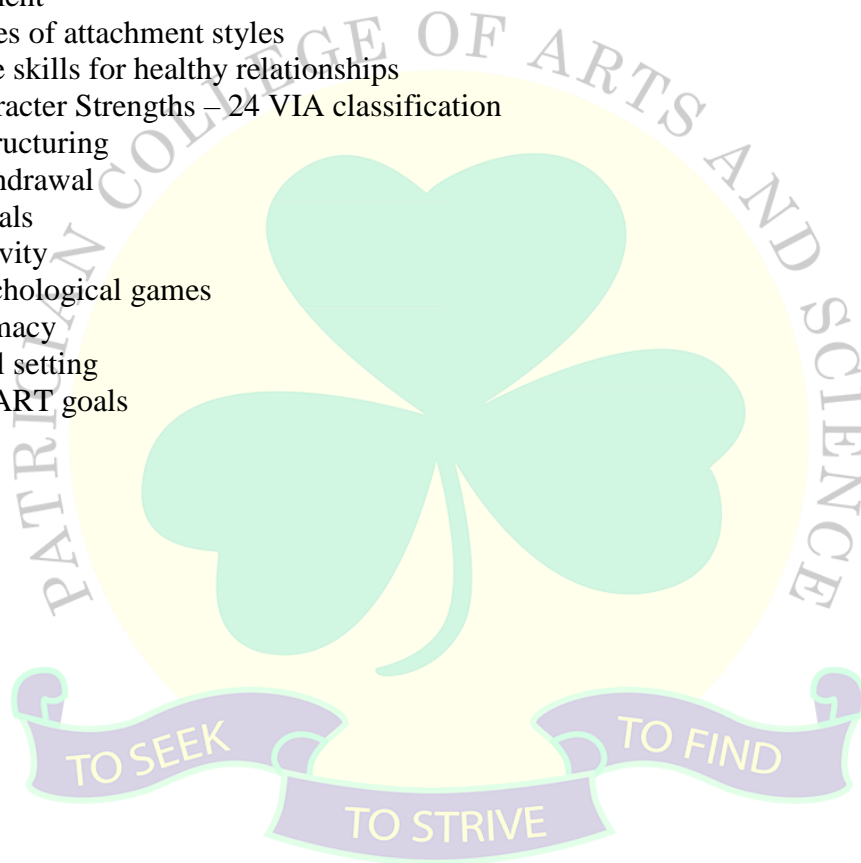 es of attachment styles
e skills for healthy relationships
racter Strengths – 24 VIA classification
ructuring
ndrawal
als
vity
chological games
macy
l setting
ART goals
PATRICIAN COLLEGE OF ARTS AND SCIENCE
TO SEEK
TO STRIVE
TO FIND